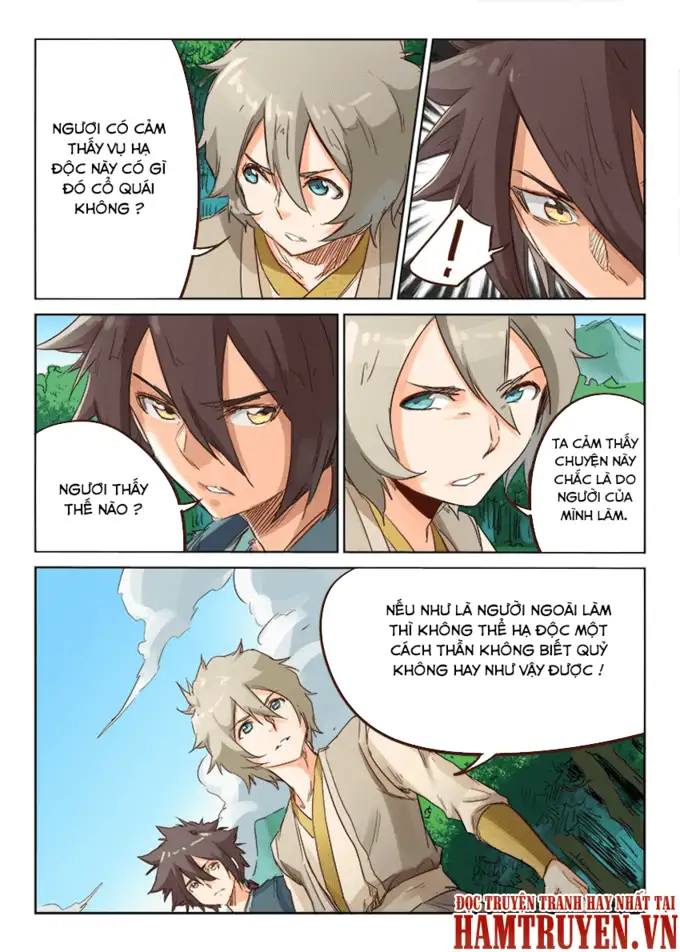 NGƯƠI CÓ CẢM
THẤY VỤ HẠ
ĐỘC NÀY CÓ GÌ
ĐÓ CỔ QUÁI
KHÔNG ?
!
NGƯƠI THẤY
THẾ NÀO ?
TA CẢM THẤY
CHUYỆN NÀY
CHẮC LÀ DO
NGƯỜI CỦA
MÌNH LÀM.
NẾU NHƯ LÀ NGƯỜI NGOÀI LÀM
THÌ KHÔNG THỂ HẠ ĐỘC MỘT
CÁCH THẦN KHÔNG BIẾT QUỶ
KHÔNG HAY NHƯ VẬY ĐƯỢC !
ĐỌC TRUYỆN TRANH HAY NHẤT TẠI
HAMTRUYEN.VN